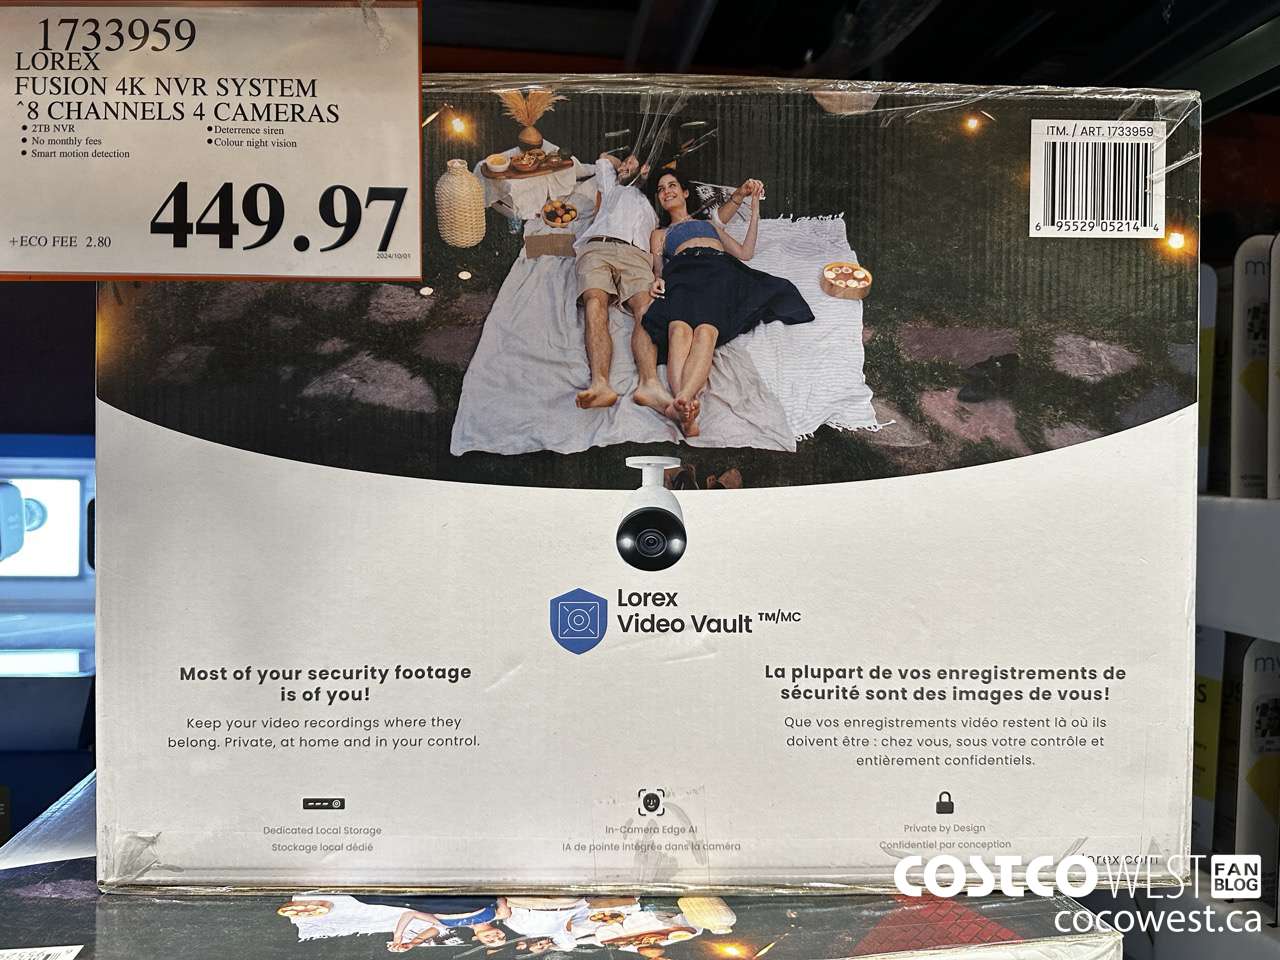 1733959
LOREX
FUSION 4K NVR SYSTEM
^8 CHANNELS 4 CAMERAS
• 2TB NVR
• No monthly fees
• Smart motion detection
• Deterrence siren
• Colour night vision
449.97
+ECO FEE 2.80
2024/10/01
ITM. / ART. 1733959
6 95529 05214 4
Lorex
Video Vault ™/MC
Most of your security footage
is of you!
Keep your video recordings where they
belong. Private, at home and in your control.
La plupart de vos enregistrements de
sécurité sont des images de vous!
Que vos enregistrements vidéo restent là où ils
doivent être : chez vous, sous votre contrôle et
entièrement confidentiels.
Dedicated Local Storage
Stockage local dédié
In-Camera Edge AI
IA de pointe intégrée dans la caméra
Private by Design
Confidentiel par conception
lorex.com
COSTCO WEST FAN BLOG
cocowest.ca